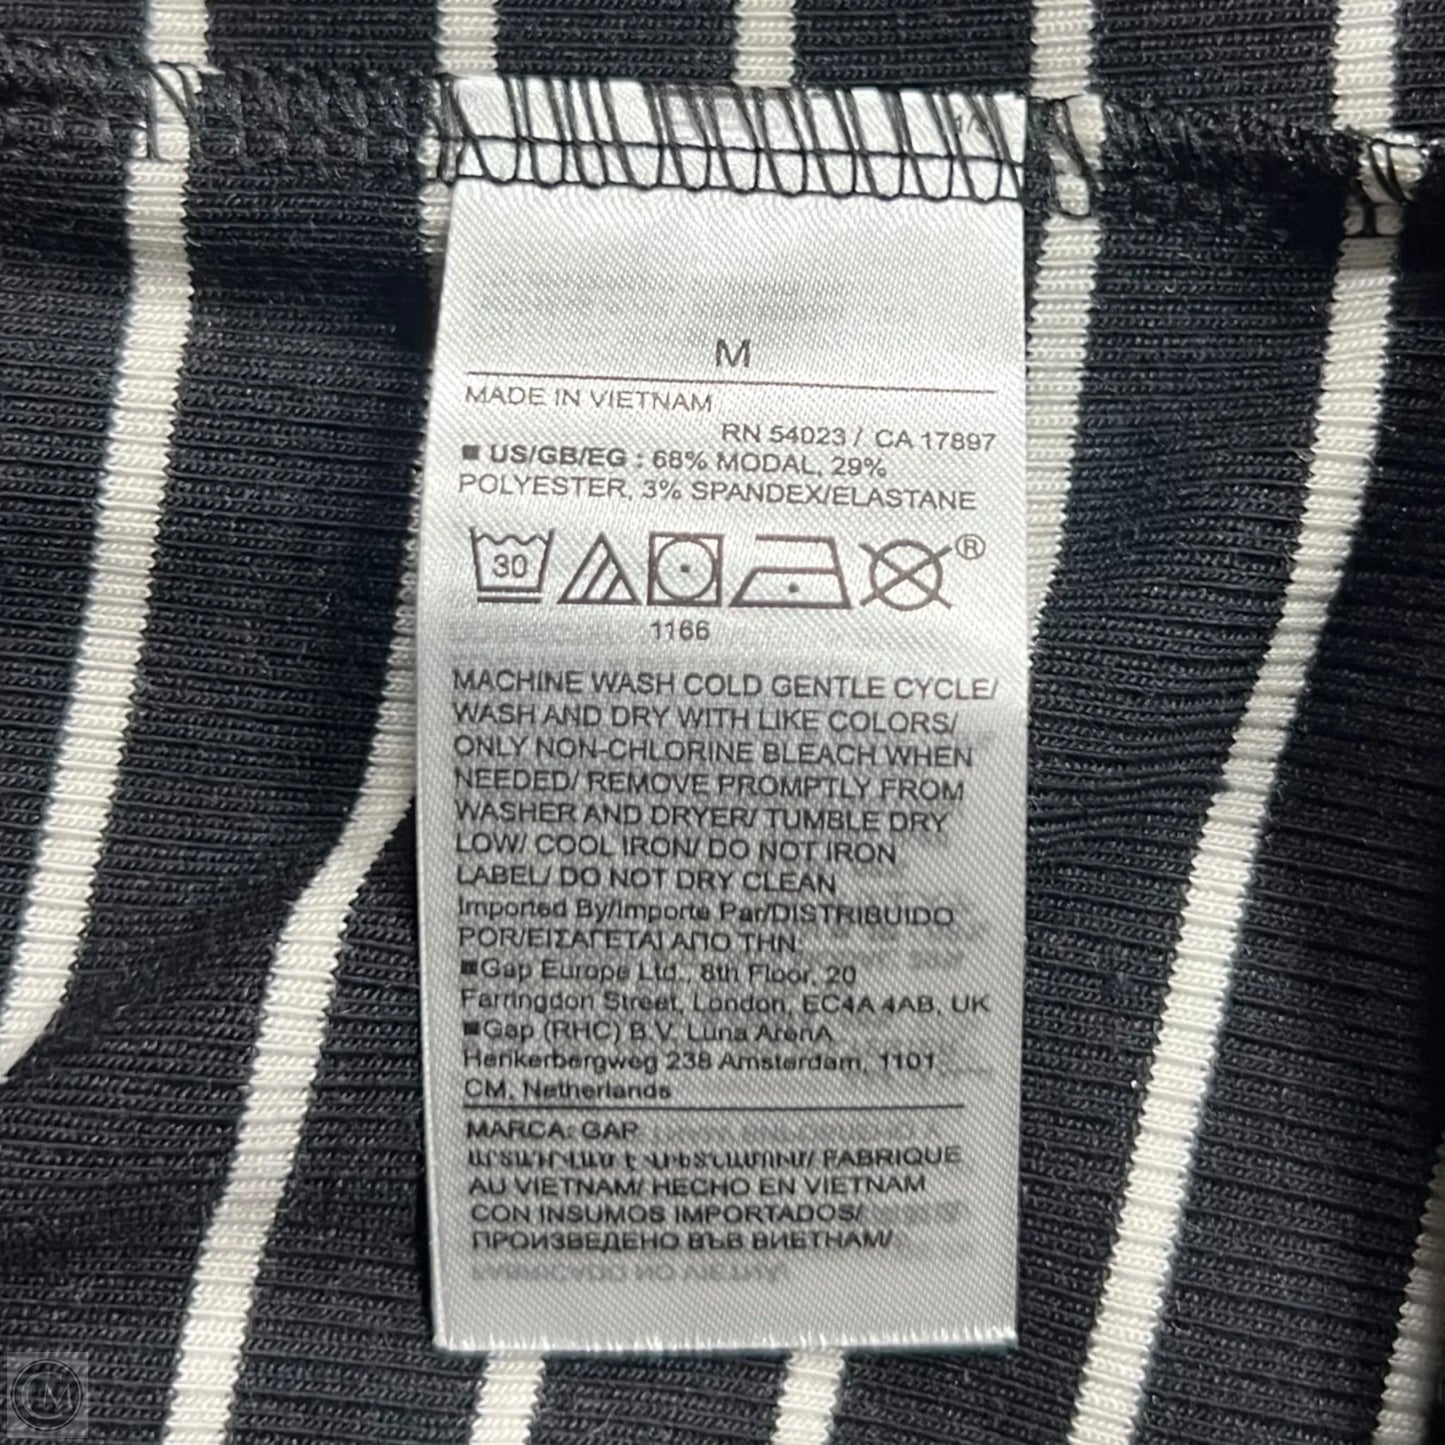 M
MADE IN VIETNAM
RN 54023 / CA 17897
■ US/GB/EG : 68% MODAL, 29%
POLYESTER, 3% SPANDEX/ELASTANE
30
®
1166
MACHINE WASH COLD GENTLE CYCLE/
WASH AND DRY WITH LIKE COLORS/
ONLY NON-CHLORINE BLEACH WHEN
NEEDED/ REMOVE PROMPTLY FROM
WASHER AND DRYER/ TUMBLE DRY
LOW/ COOL IRON/ DO NOT IRON
LABEL/ DO NOT DRY CLEAN
Imported By/Importe Par/DISTRIBUIDO
POR/ΕΙΣΑΓΕΤΑΙ ΑΠΟ ΤΗΝ:
■Gap Europe Ltd., 8th Floor, 20
Farringdon Street, London, EC4A 4AB, UK
■Gap (RHC) B.V. Luna ArenA
Herikerbergweg 238 Amsterdam, 1101
CM, Netherlands
MARCA: GAP
FABRIQUE
AU VIETNAM/ HECHO EN VIETNAM
CON INSUMOS IMPORTADOS/
ПРОИЗВЕДЕНО ВЪВ ВИЕТНАМ/
CM